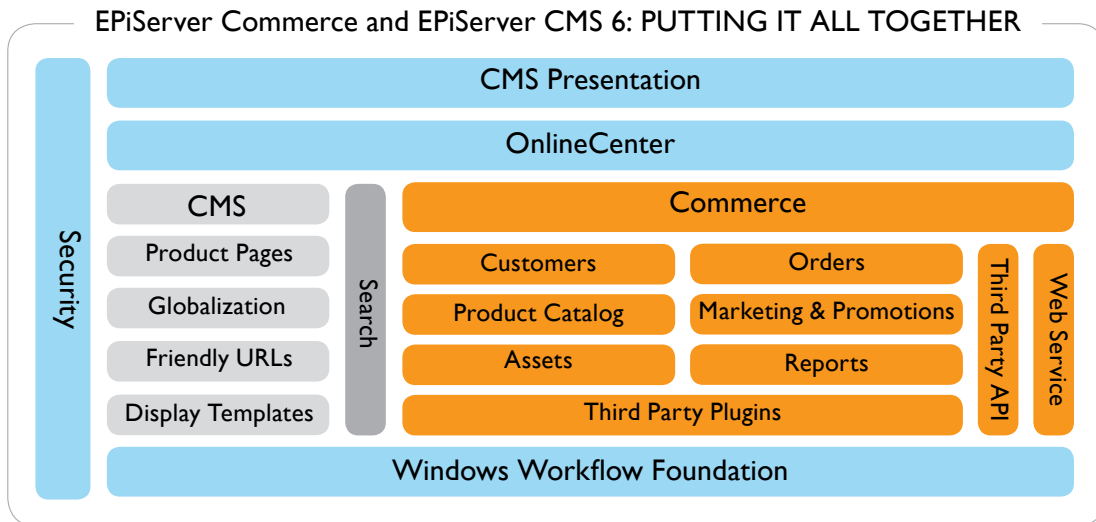 EPiServer Commerce and EPiServer CMS 6: PUTTING IT ALL TOGETHER
Security
CMS Presentation
OnlineCenter
CMS
Product Pages
Globalization
Friendly URLs
Display Templates
Search
Commerce
Customers
Orders
Product Catalog
Marketing & Promotions
Assets
Reports
Third Party Plugins
Third Party API
Web Service
Windows Workflow Foundation